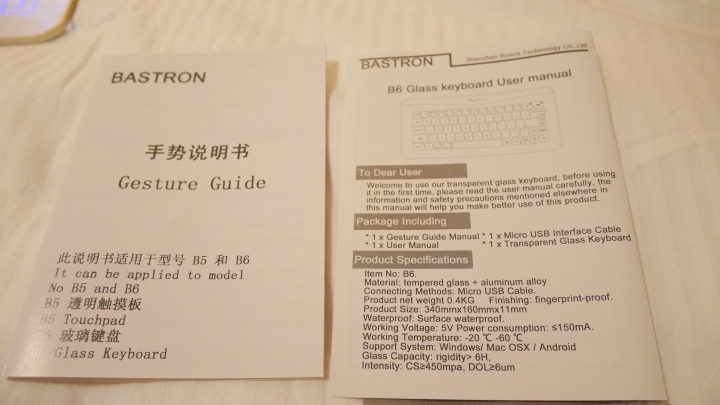 BASTRON
手势说明书
Gesture Guide
此说明书适用于型号 B5 和 B6
It can be applied to model
No B5 and B6
B5 透明触摸板
B5 Touchpad
玻璃键盘
Glass Keyboard
BASTRON
Shenzhen Rivers Technology Co.,Ltd
B6 Glass keyboard User manual
To Dear User
Welcome to use our transparent glass keyboard, before using
it in the first time, please read the user manual carefully, the
information and safety precautions mentioned elsewhere in
this manual will help you make better use of this product.
Package Including
* 1 x Gesture Guide Manual * 1 x Micro USB Interface Cable
* 1 x User Manual * 1 x Transparent Glass Keyboard
Product Specifications
Item No: B6.
Material: tempered glass + aluminum alloy
Connecting Methods: Micro USB Cable.
Product net weight 0.4KG Finishing: fingerprint-proof.
Product Size: 340mmx160mmx11mm
Waterproof: Surface waterproof.
Working Voltage: 5V Power consumption: ≤150mA.
Working Temperature: -20 ℃ -60 ℃
Support System: Windows/ Mac OSX / Android
Glass Capacity: rigidity> 6H,
Intensity: CS≥450mpa, DOL≥6um